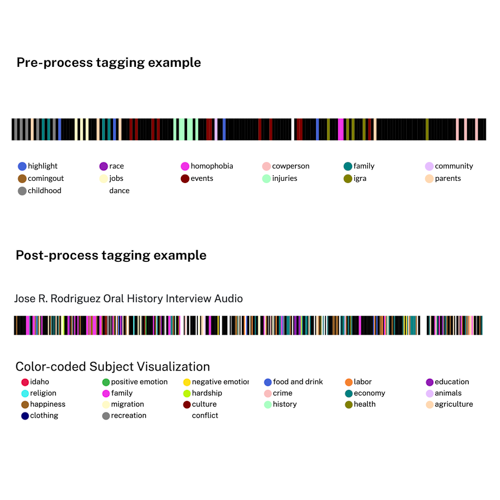 Pre-process tagging example
highlight race homophobia cowperson family community
comingout jobs events injuries igra parents
childhood dance
Post-process tagging example
Jose R. Rodriguez Oral History Interview Audio
Color-coded Subject Visualization
idaho positive emotion negative emotion food and drink labor education
religion family hardship crime economy animals
happiness migration culture history health agriculture
clothing recreation conflict